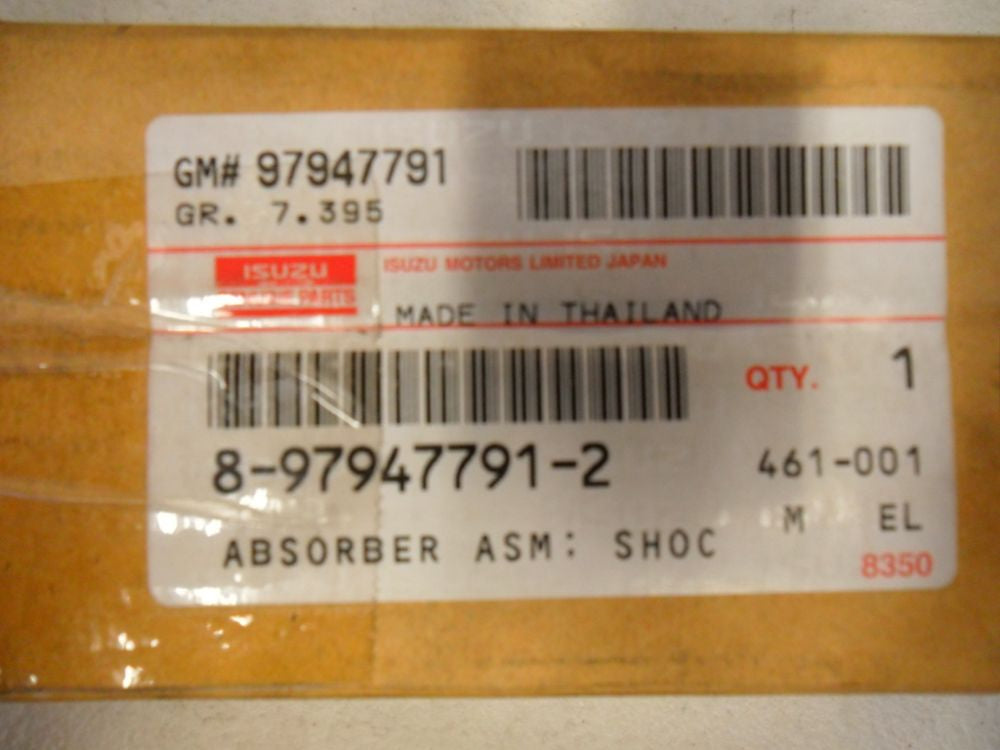 GM# 97947791
GR. 7.395
ISUZU
PARTS
ISUZU MOTORS LIMITED JAPAN
MADE IN THAILAND
QTY. 1
8-97947791-2
461-001
M EL
ABSORBER ASM: SHOC
8350